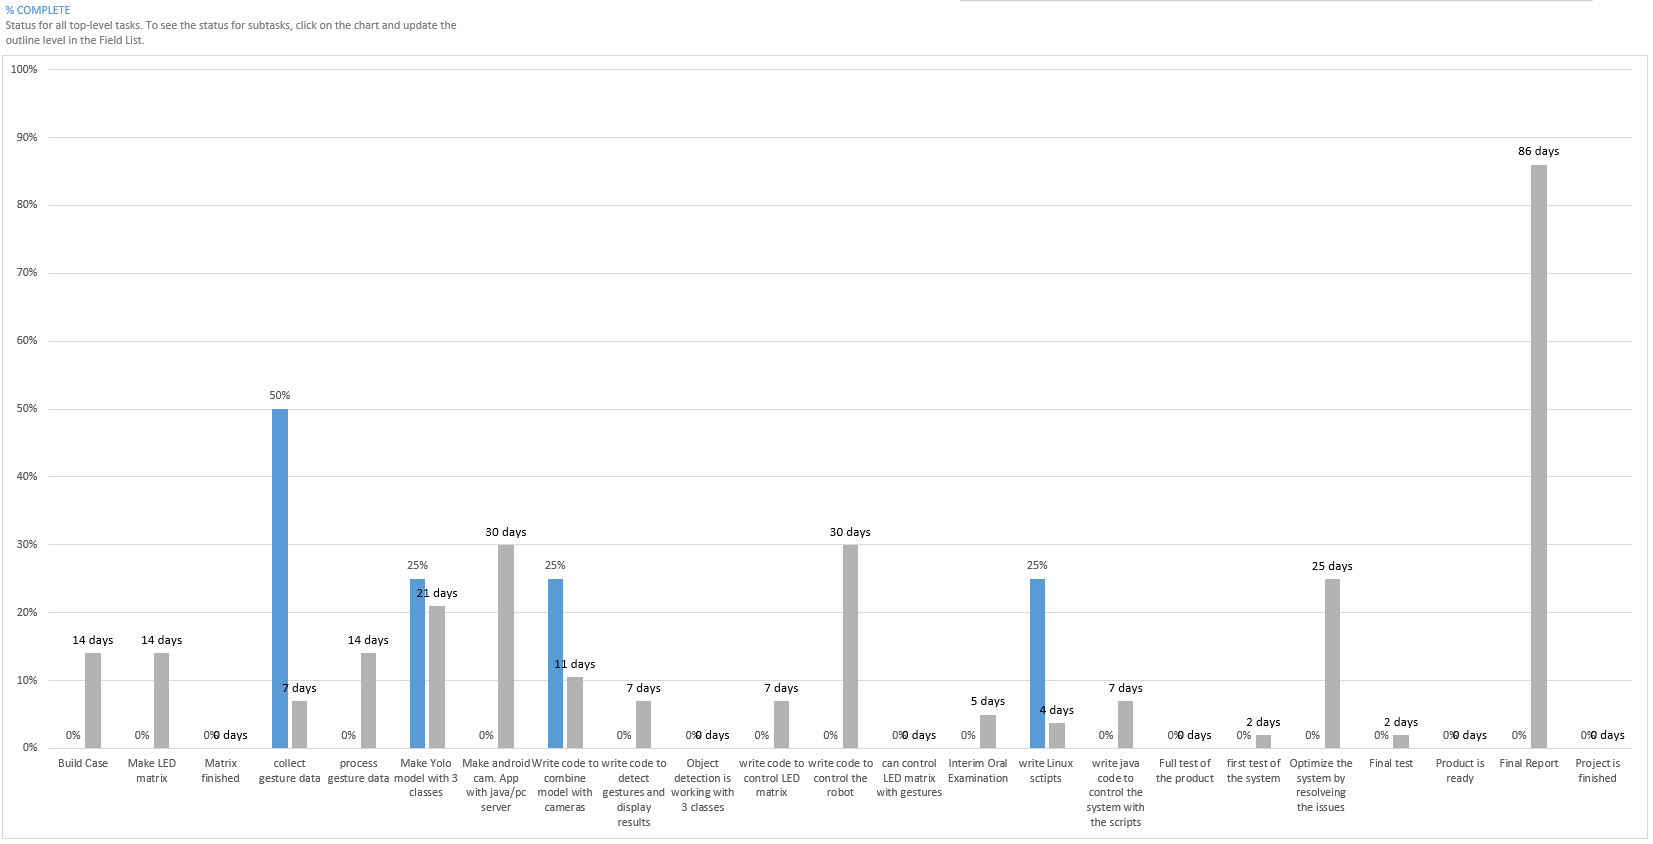 % COMPLETE
Status for all top-level tasks. To see the status for subtasks, click on the chart and update the
outline level in the Field List.
100%
90%
80%
70%
60%
50%
40%
30%
20%
10%
0%
0% 14 days
0% 14 days
0% 0 days
50% 7 days
0% 14 days
25% 21 days
0% 30 days
25% 11 days
0% 7 days
0% 0 days
0% 7 days
0% 30 days
0% 0 days
0% 5 days
25% 4 days
0% 7 days
0% 0 days
0% 2 days
0% 25 days
0% 2 days
0% 0 days
0% 86 days
0% 0 days
Build Case
Make LED
matrix
Matrix
finished
collect
gesture data
process
gesture data
Make Yolo
model with 3
classes
Make android
cam. App
with java/pc
server
Write code to
combine
model with
cameras
write code to
detect
gestures and
display
results
Object
detection is
working with
3 classes
write code to
control LED
matrix
write code to
control the
robot
can control
LED matrix
with gestures
Interim Oral
Examination
write Linux
sctipts
write java
code to
control the
system with
the scripts
Full test of
the product
first test of
the system
Optimize the
system by
resolveing
the issues
Final test
Product is
ready
Final Report
Project is
finished